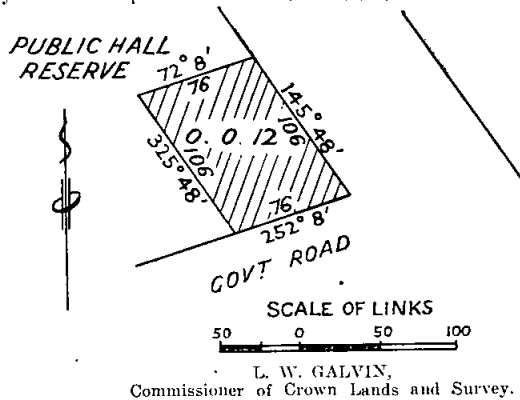 PUBLIC HALL
RESERVE
72° 8'
76
145° 48'
106
0. 0. 12
106
325° 48'
76
252° 8'
GOVT ROAD
SCALE OF LINKS
50 0 50 100
L. W. GALVIN,
Commissioner of Crown Lands and Survey.